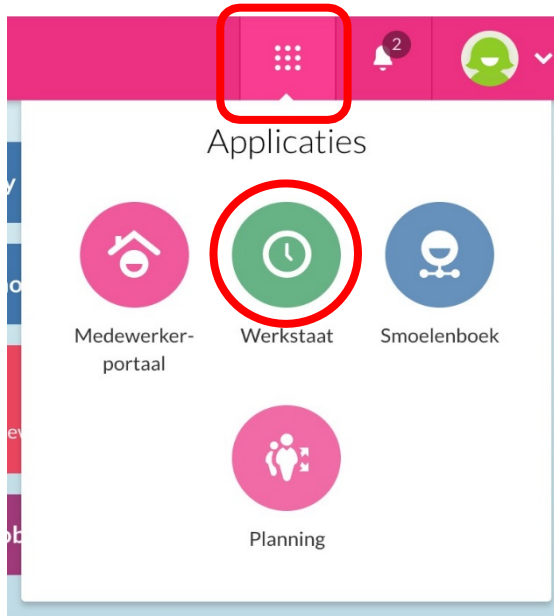 2
Applicaties
Medewerker-
portaal
Werkstaat
Smoelenboek
Planning